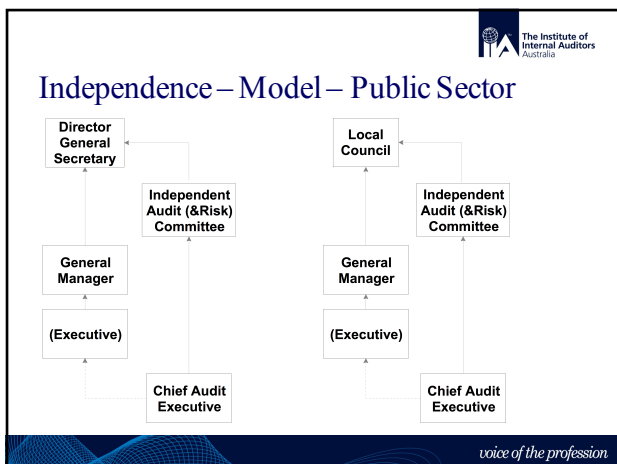 The Institute of
Internal Auditors
Australia
IIA
Independence – Model – Public Sector
Director
General
Secretary
Independent
Audit (&Risk)
Committee
General
Manager
(Executive)
Chief Audit
Executive
Local
Council
Independent
Audit (&Risk)
Committee
General
Manager
(Executive)
Chief Audit
Executive
voice of the profession